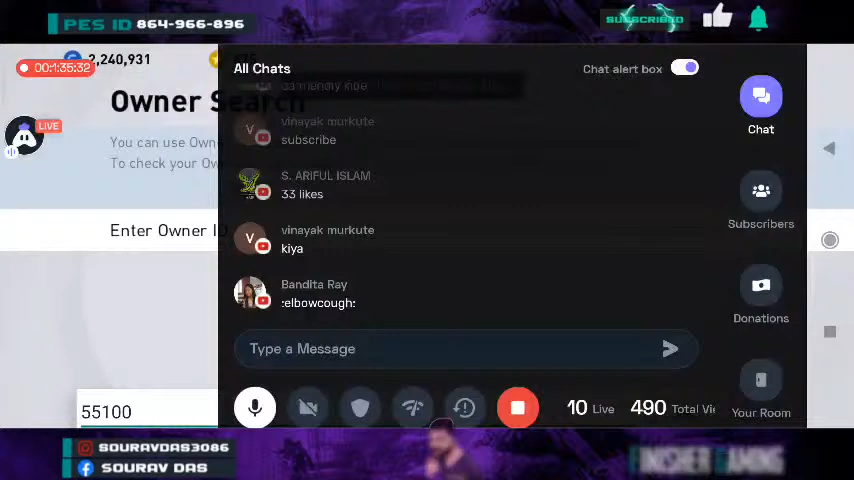 PES ID 864-966-896
SUBSCRIBED
2,240,931
All Chats
Chat alert box
00:1:35:32
Owner Search
LIVE
You can use Owne
To check your Ow
Enter Owner I
vinayak murkute
subscribe
S. ARIFUL ISLAM
33 likes
V
vinayak murkute
kiya
Bandita Ray
:elbowcough:
Type a Message
55100
10 Live
490 Total Vi
Chat
Subscribers
Donations
Your Room
SOURAVDAS3086
SOURAV DAS
FINISHER GAMING